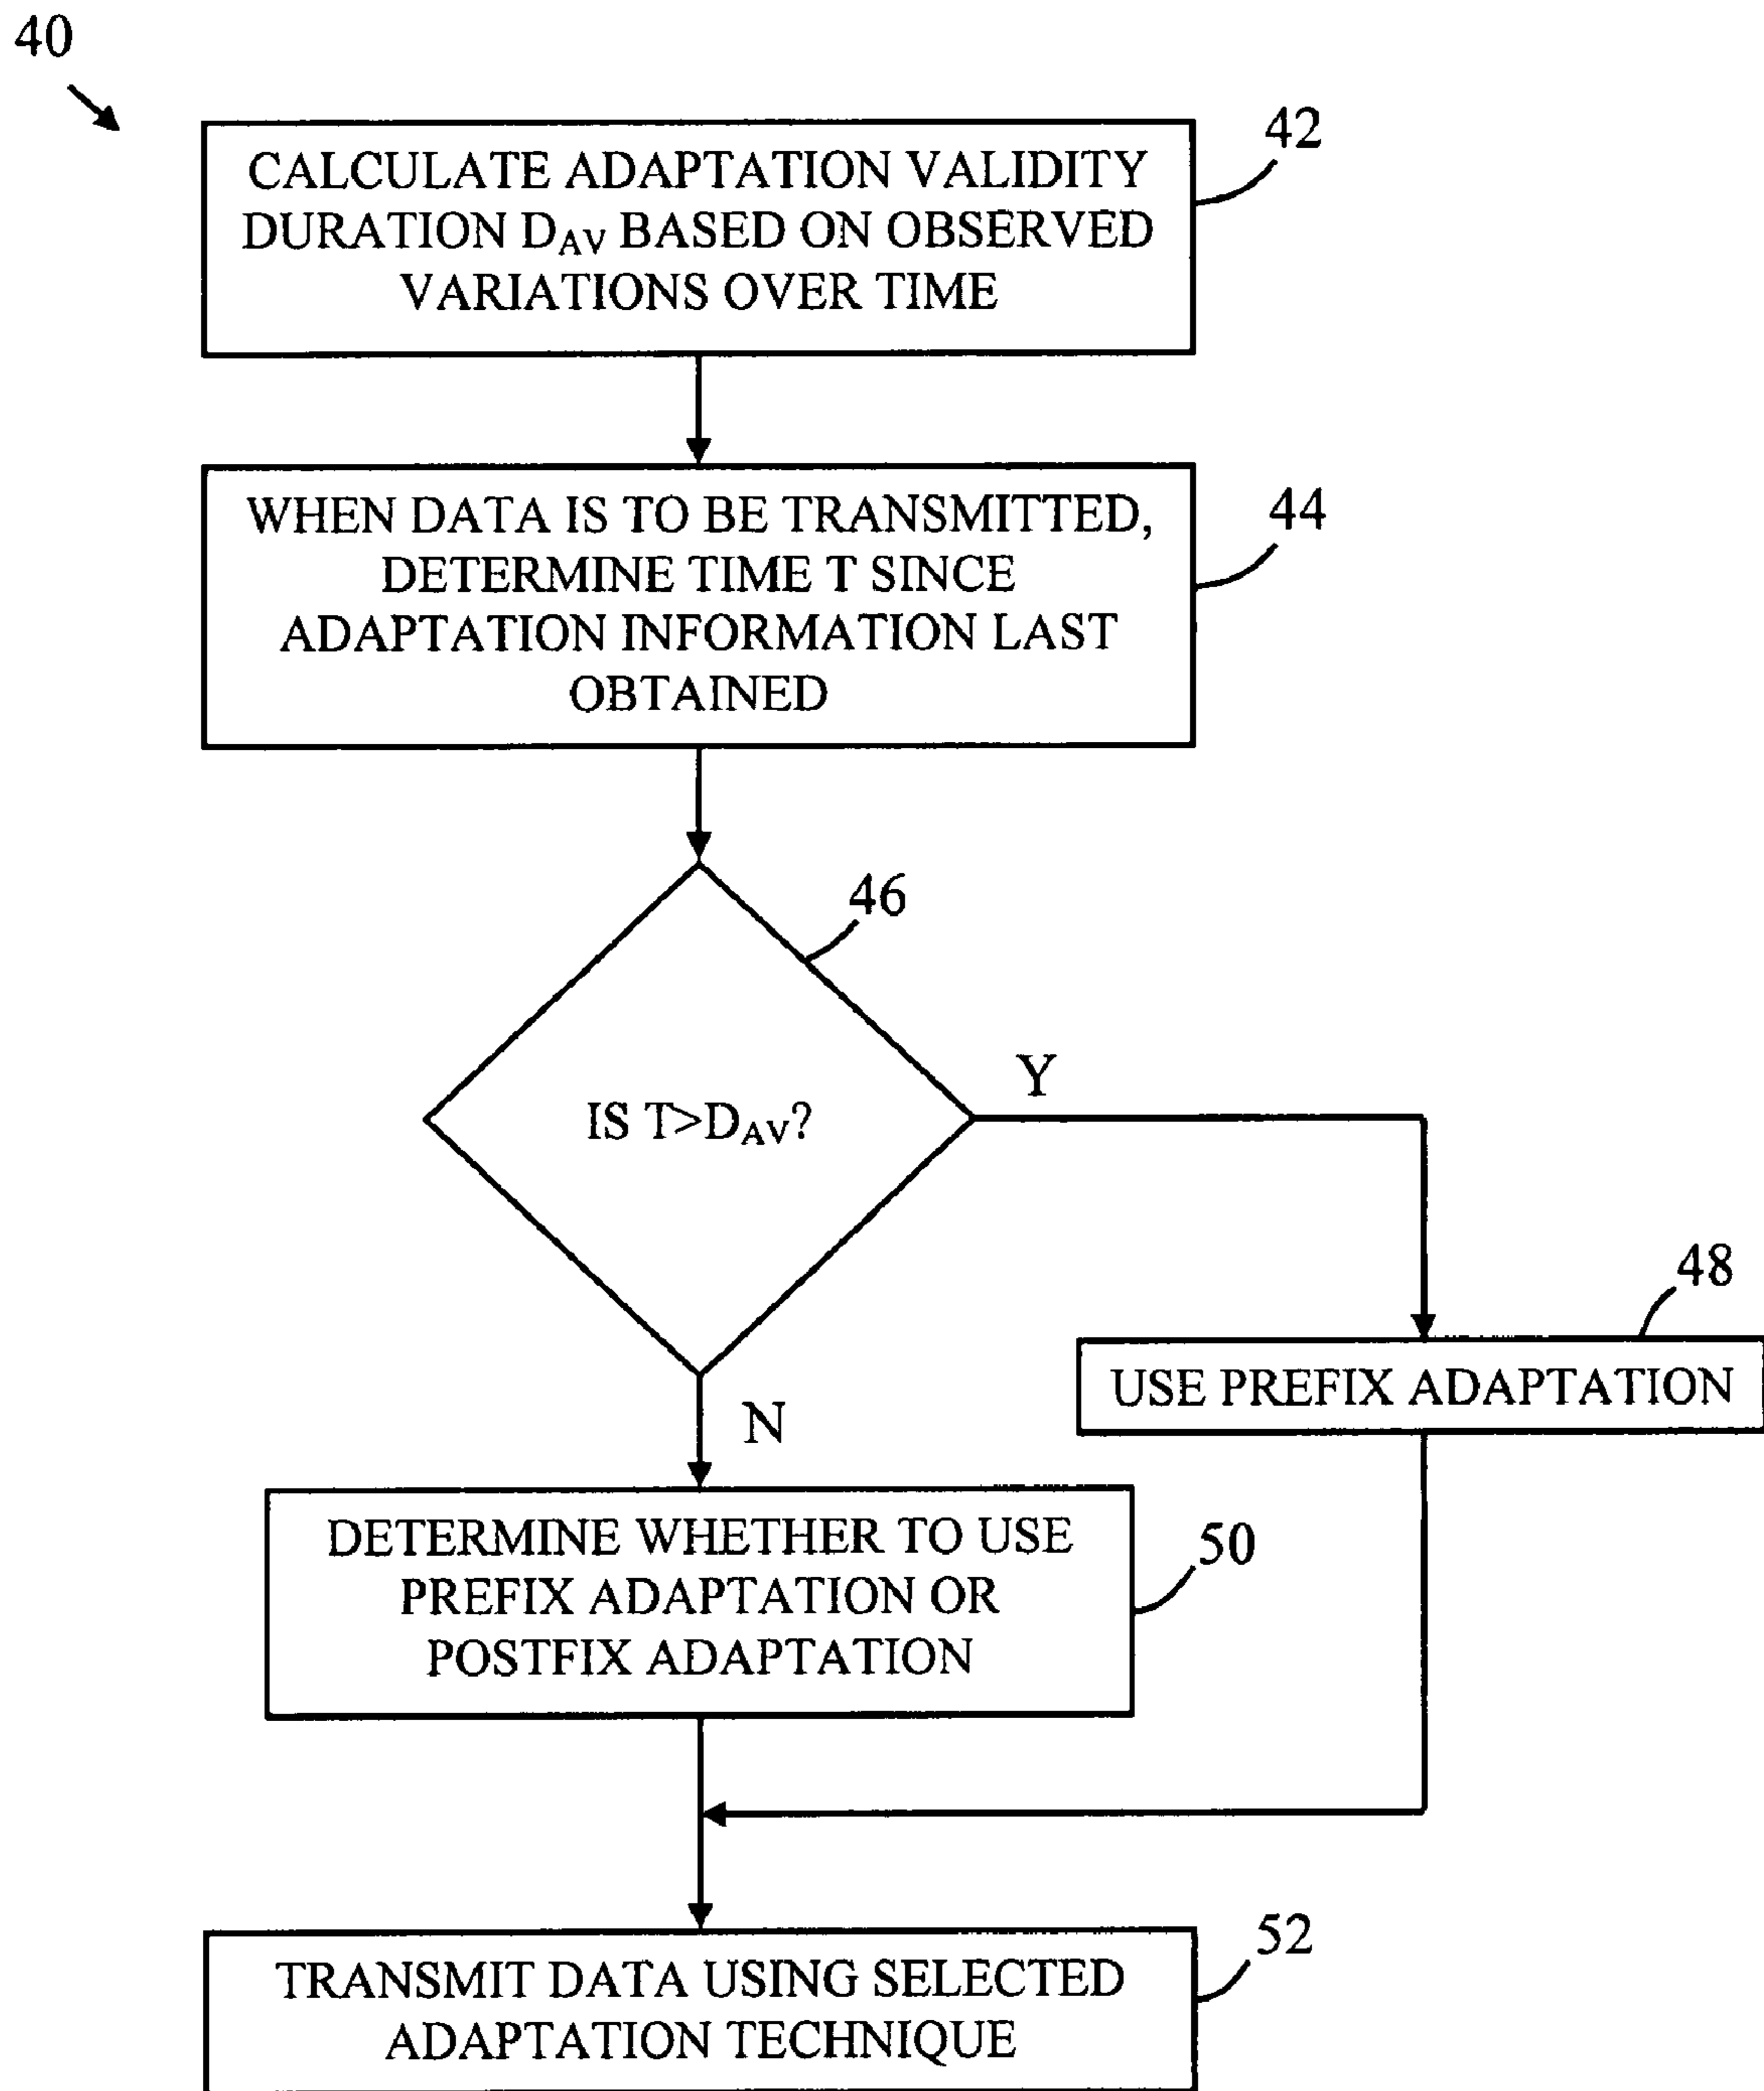 40
42
CALCULATE ADAPTATION VALIDITY
DURATION D_AV BASED ON OBSERVED
VARIATIONS OVER TIME
44
WHEN DATA IS TO BE TRANSMITTED,
DETERMINE TIME T SINCE
ADAPTATION INFORMATION LAST
OBTAINED
46
IS T>D_AV?
Y
48
USE PREFIX ADAPTATION
N
50
DETERMINE WHETHER TO USE
PREFIX ADAPTATION OR
POSTFIX ADAPTATION
52
TRANSMIT DATA USING SELECTED
ADAPTATION TECHNIQUE